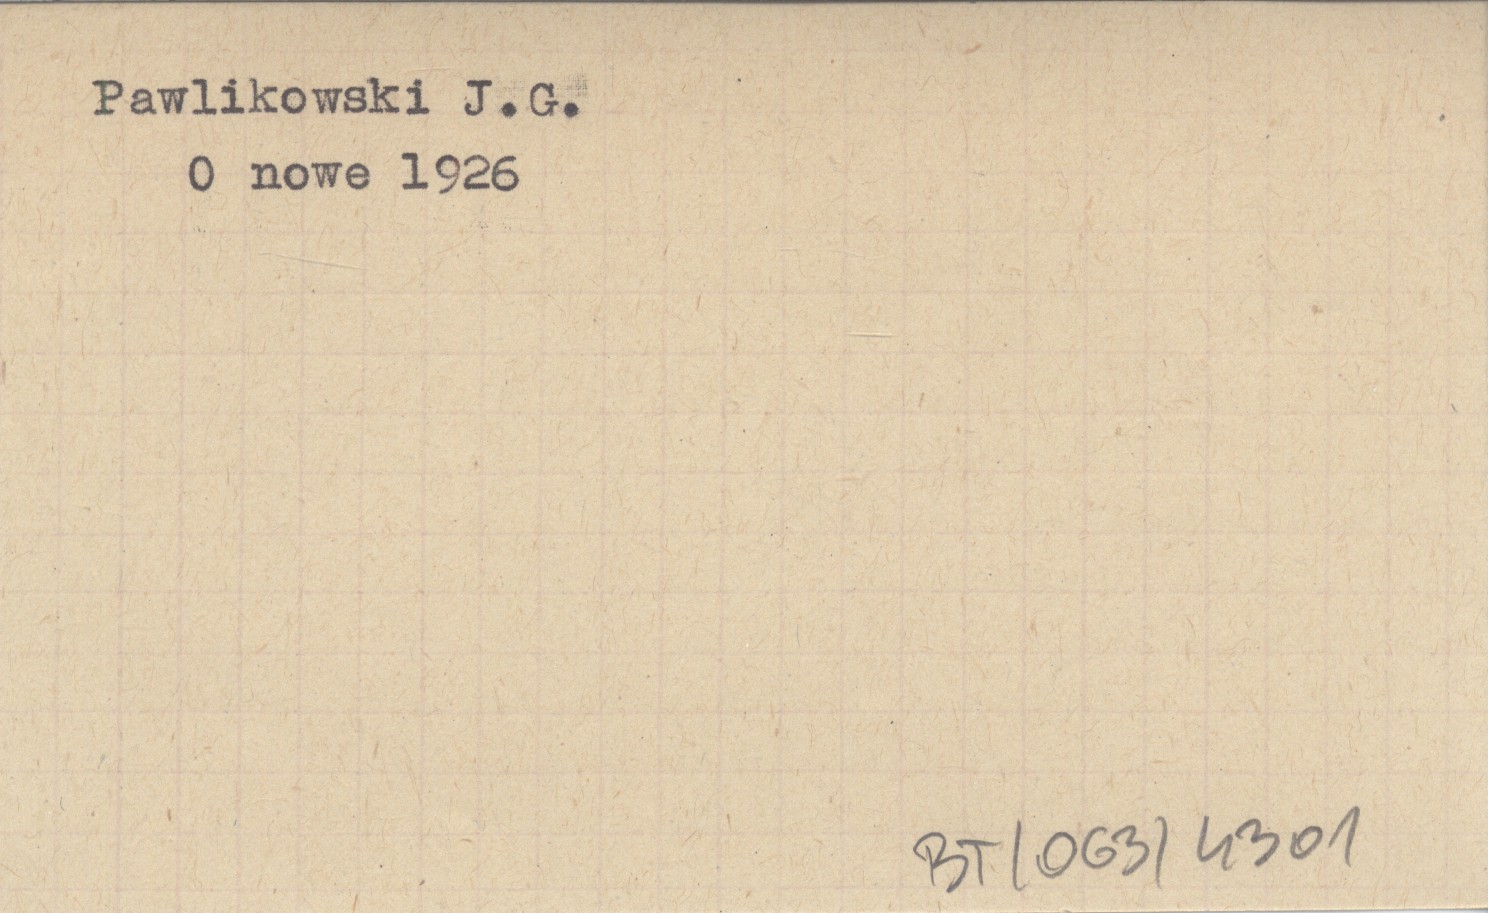 Pawlikowski J.G.
O nowe 1926
BT/063/4301